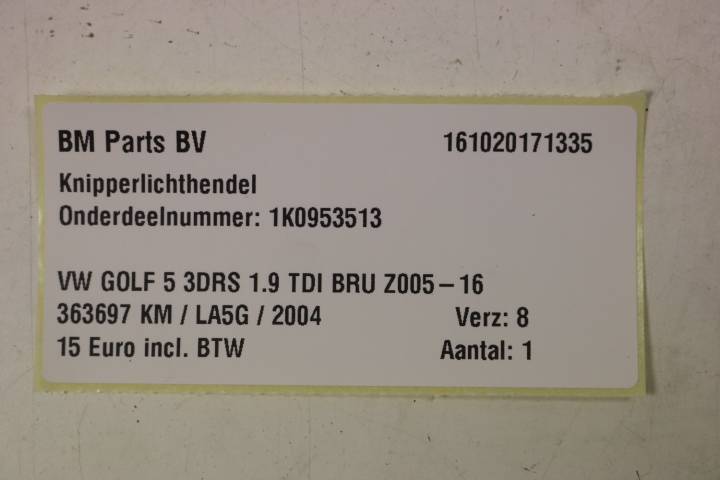 BM Parts BV 161020171335
Knipperlichthendel
Onderdeelnummer: 1K0953513
VW GOLF 5 3DRS 1.9 TDI BRU Z005-16
363697 KM / LA5G / 2004 Verz: 8
15 Euro incl. BTW Aantal: 1